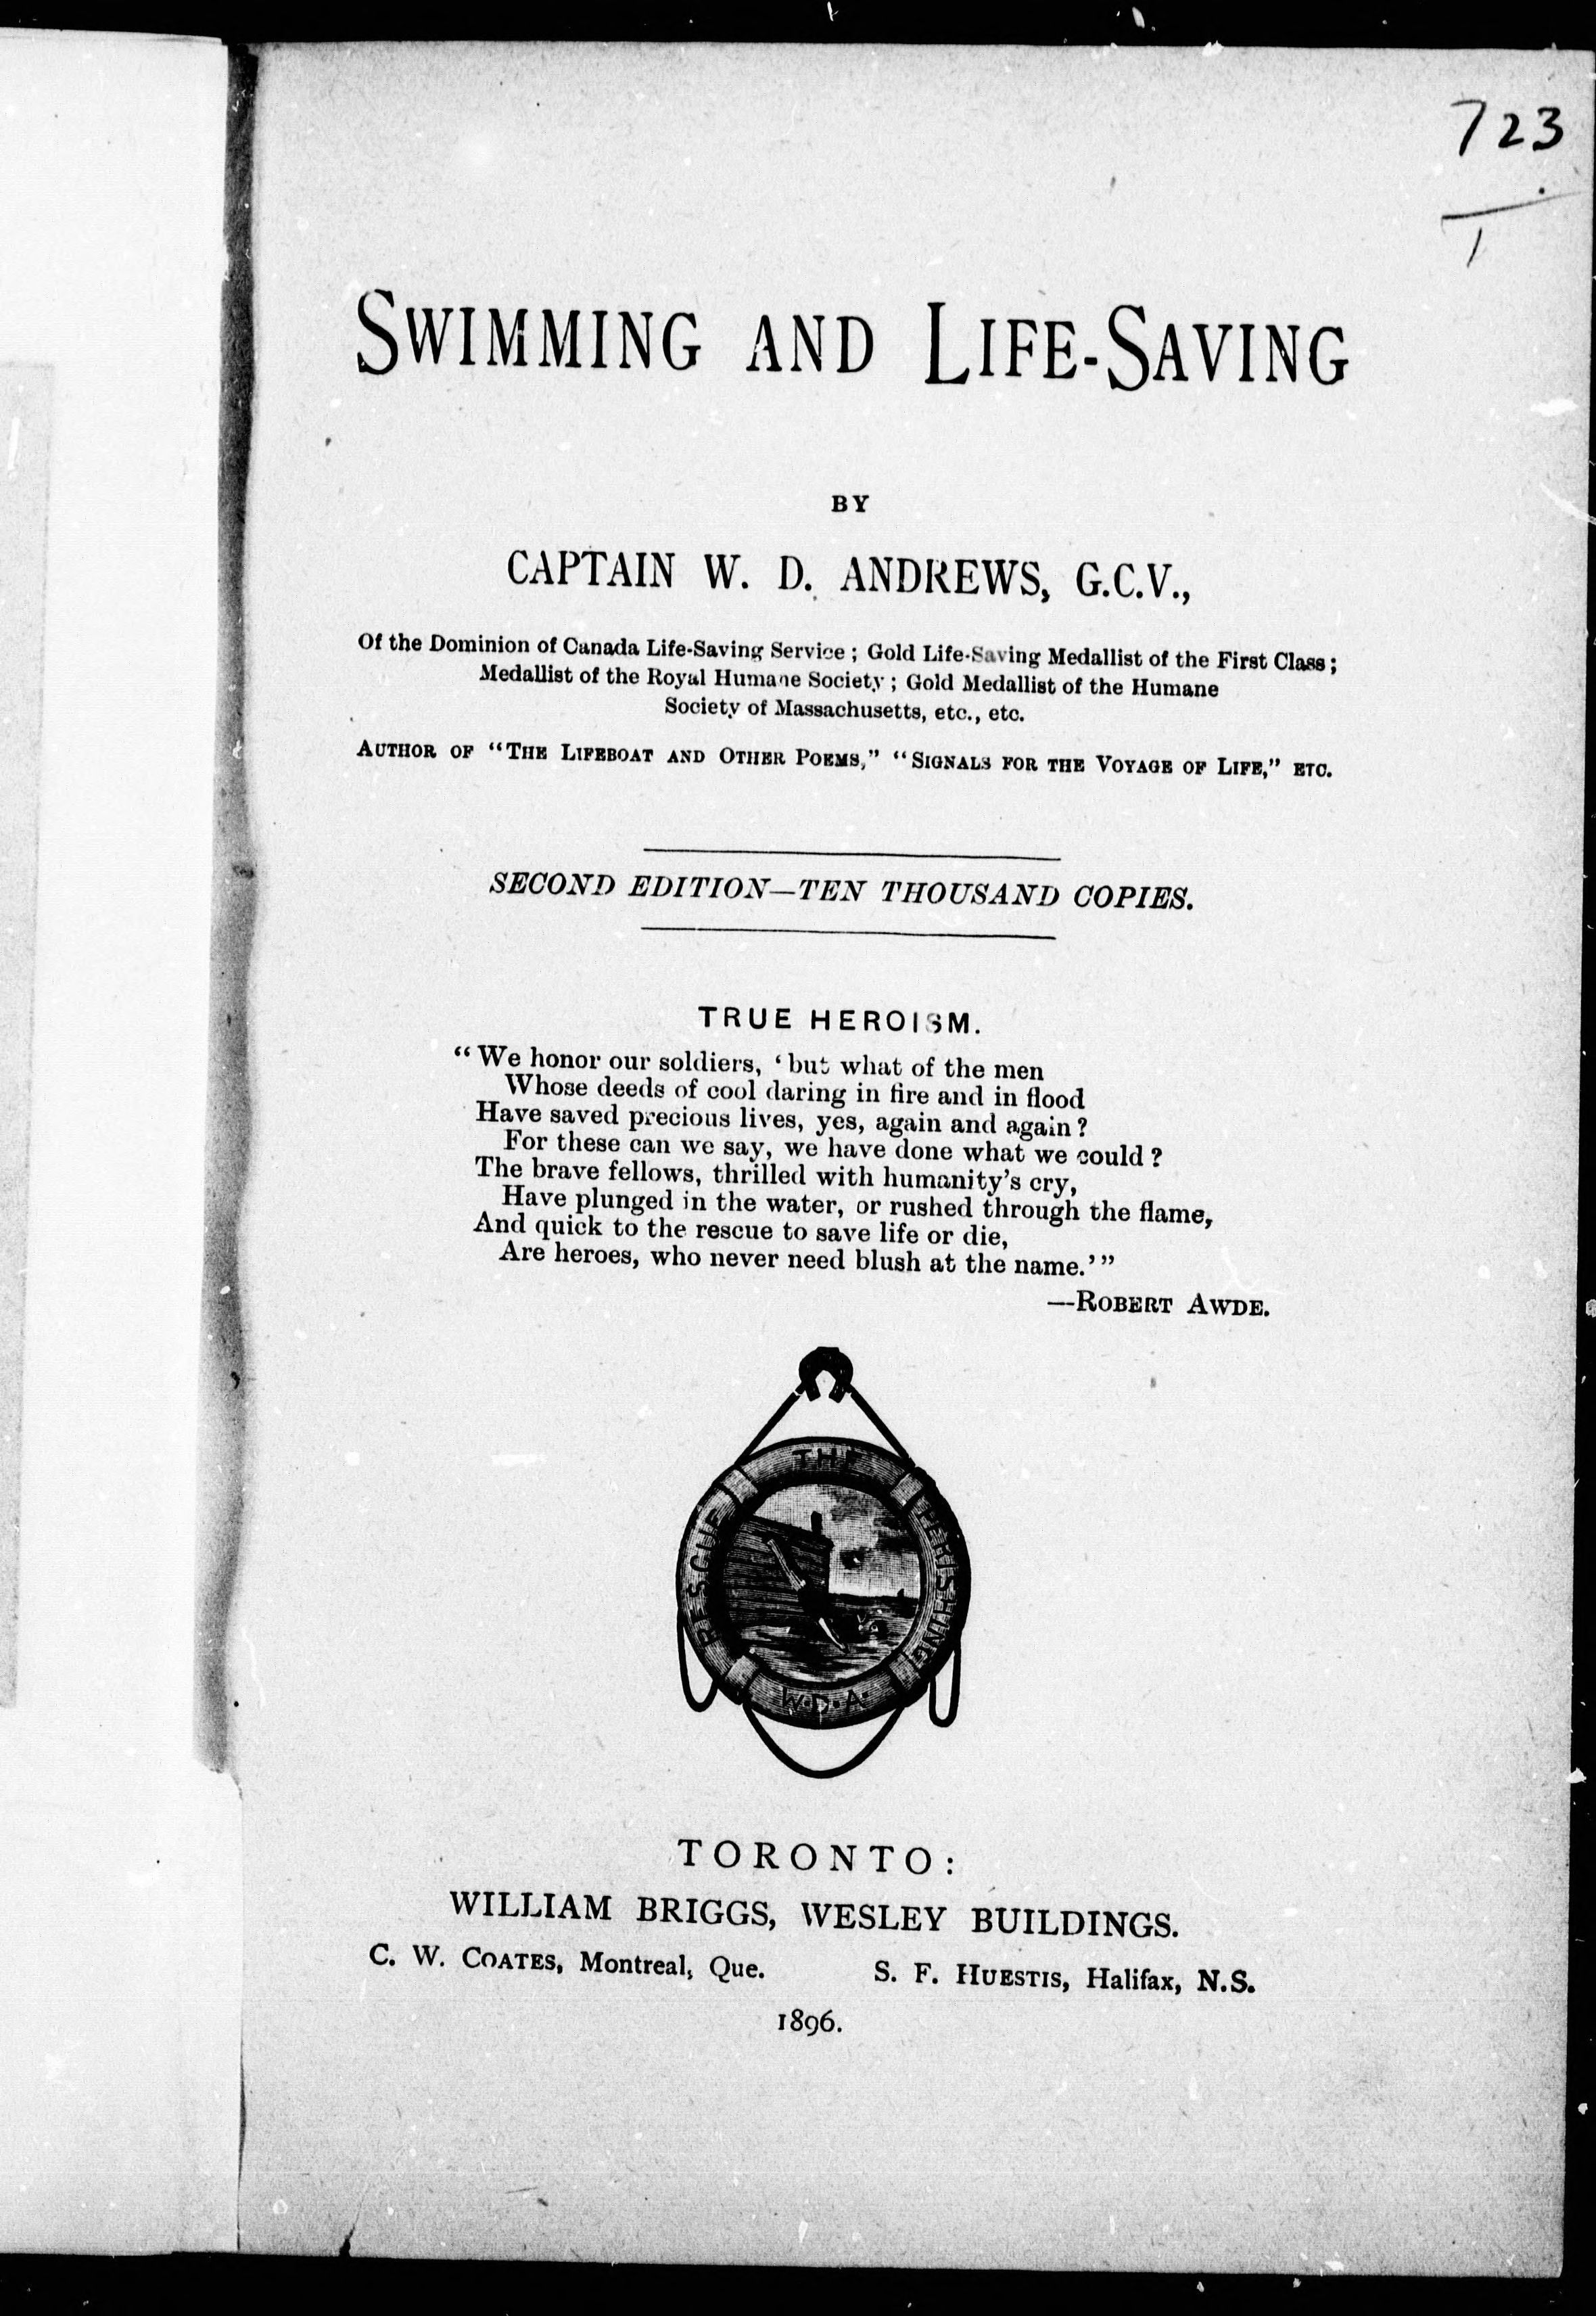 723
1
SWIMMING AND LIFE-SAVING
BY
CAPTAIN W. D. ANDREWS, G.C.V.,
Of the Dominion of Canada Life-Saving Service; Gold Life-Saving Medallist of the First Class;
Medallist of the Royal Humane Society; Gold Medallist of the Humane
Society of Massachusetts, etc., etc.
AUTHOR OF "THE LIFEBOAT AND OTHER POEMS," "SIGNALS FOR THE VOYAGE OF LIFE," ETC.
SECOND EDITION—TEN THOUSAND COPIES.
TRUE HEROISM.
"We honor our soldiers, 'but what of the men
Whose deeds of cool daring in fire and in flood
Have saved precious lives, yes, again and again?
For these can we say, we have done what we could?
The brave fellows, thrilled with humanity's cry,
Have plunged in the water, or rushed through the flame,
And quick to the rescue to save life or die,
Are heroes, who never need blush at the name.'"
—ROBERT AWDE.
RESCUE
THE
PERISHING
W.D.A.
TORONTO:
WILLIAM BRIGGS, WESLEY BUILDINGS.
C. W. COATES, Montreal, Que. S. F. HUESTIS, Halifax, N.S.
1896.